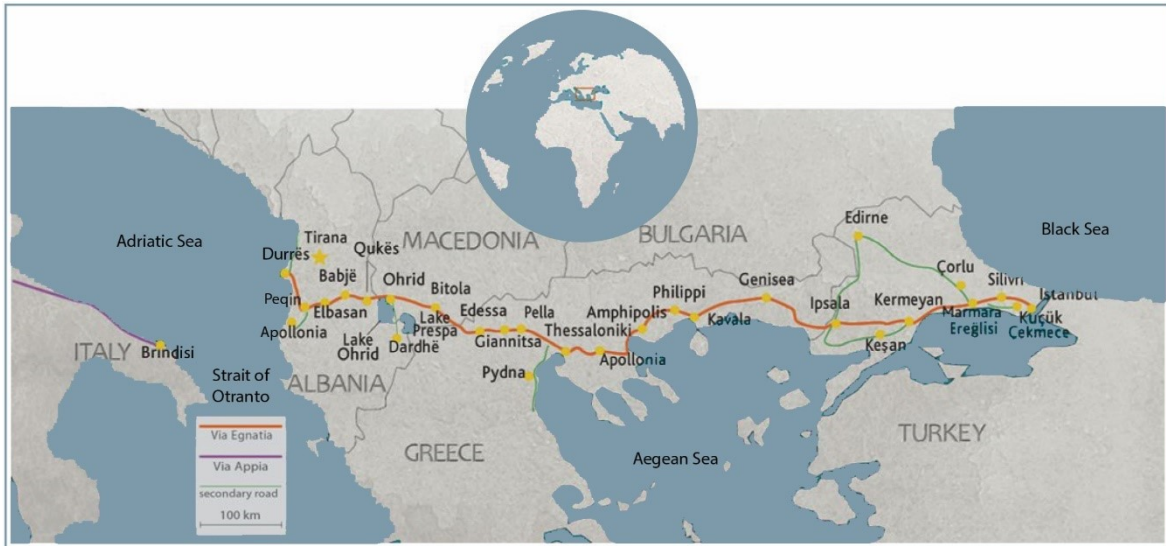 Adriatic Sea
Black Sea
Aegean Sea
Strait of
Otranto
ITALY
ALBANIA
MACEDONIA
BULGARIA
GREECE
TURKEY
Brindisi
Tirana
Durrës
Babjë
Qukës
Peqin
Elbasan
Apollonia
Ohrid
Lake
Ohrid
Dardhë
Bitola
Lake
Prespa
Edessa
Pella
Giannitsa
Thessaloniki
Pydna
Apollonia
Amphipolis
Philippi
Kavala
Genisea
Ipsala
Edirne
Kermeyan
Keşan
Çorlu
Marmara
Ereğlisi
Silivri
Istanbul
Küçük
Çekmece
Via Egnatia
Via Appia
secondary road
100 km